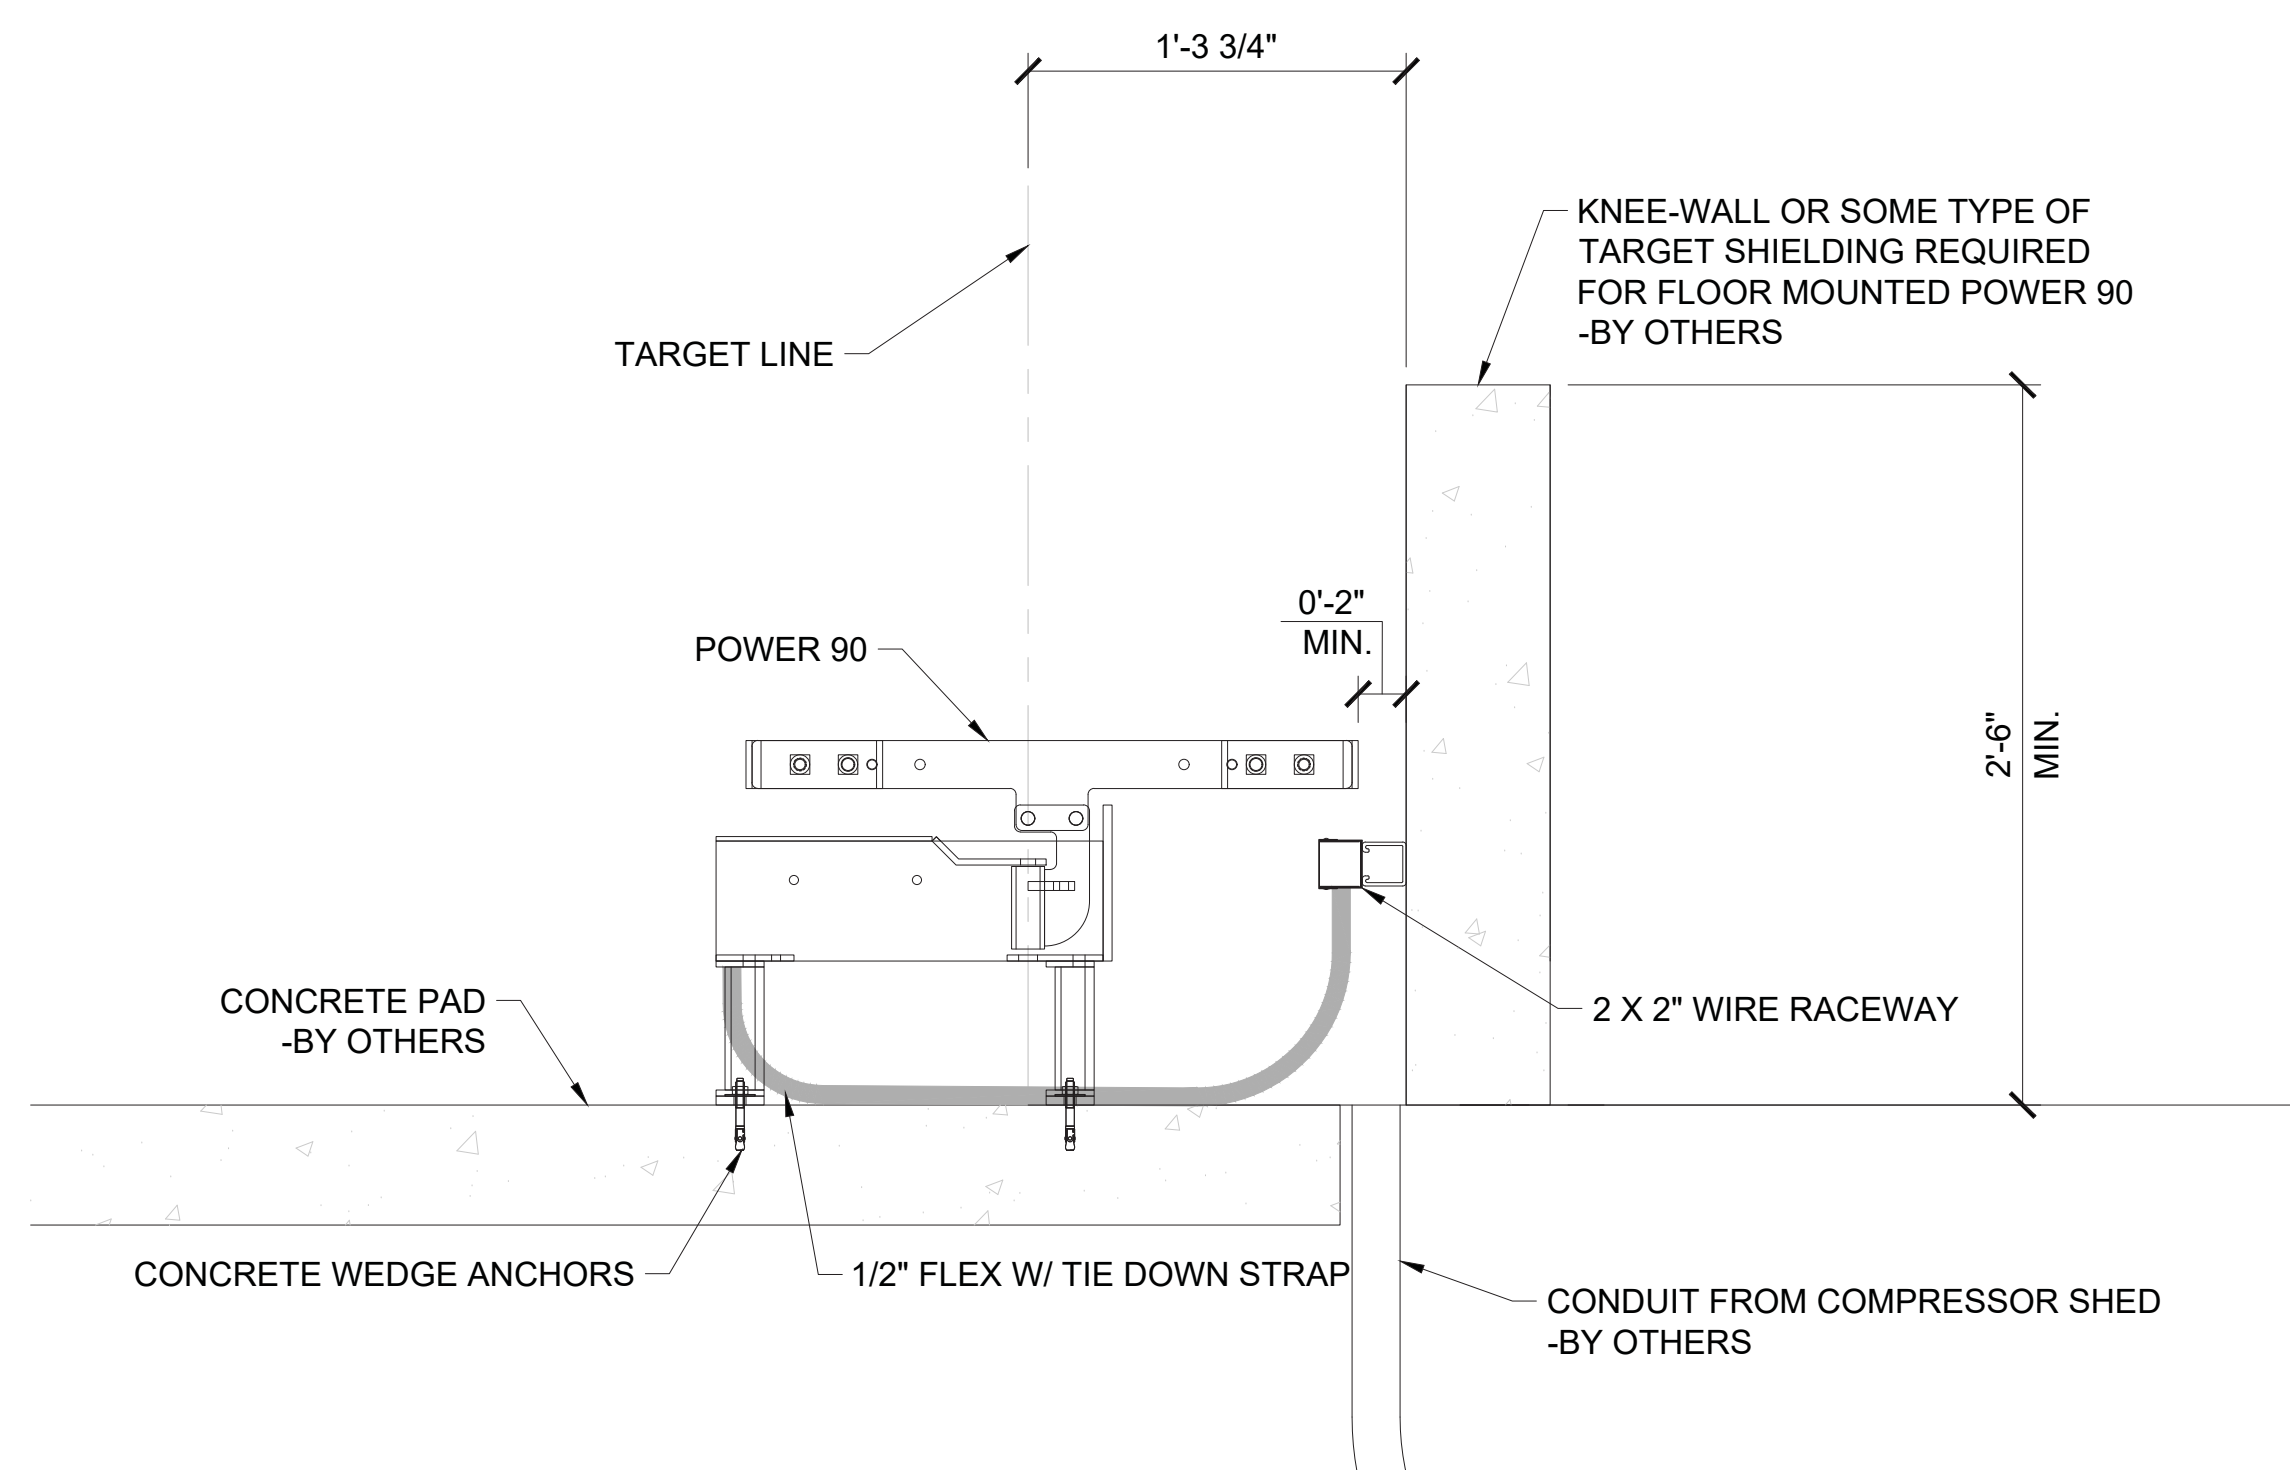 1'-3 3/4"
KNEE-WALL OR SOME TYPE OF
TARGET SHIELDING REQUIRED
FOR FLOOR MOUNTED POWER 90
-BY OTHERS
TARGET LINE
0'-2"
MIN.
POWER 90
2'-6"
MIN.
CONCRETE PAD
-BY OTHERS
2 X 2" WIRE RACEWAY
CONCRETE WEDGE ANCHORS
1/2" FLEX W/ TIE DOWN STRAP
CONDUIT FROM COMPRESSOR SHED
-BY OTHERS